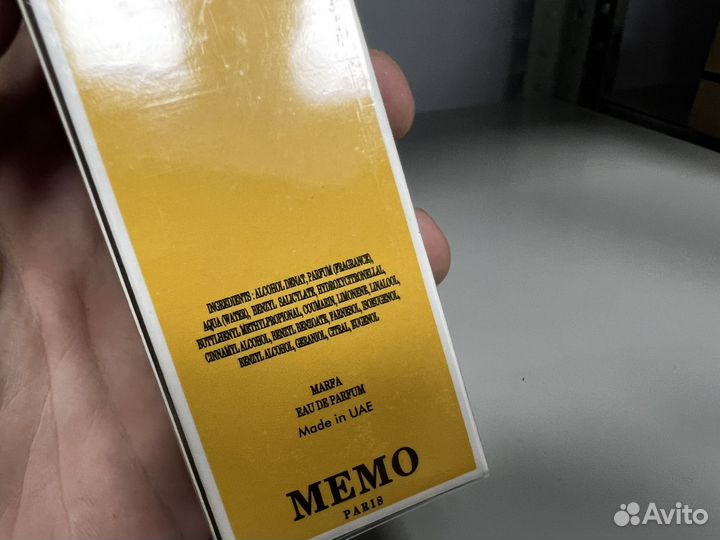 INGREDIENTS : ALCOHOL DENAT, PARFUM (FRAGRANCE),
AQUA (WATER), BENZYL SALICYLATE, HYDROXYCITRONELLAL,
BUTYLHENYL METHYLPROPIONAL, COUMARIN, LIMONENE, LINALOOL,
CINNAMYL ALCOHOL, BENZYL BENZOATE, FARNESOL, ISOEUGENOL,
BENZYL ALCOHOL, GERANIOL, CITRAL, EUGENOL
MARFA
EAU DE PARFUM
Made in UAE
MEMO
PARIS
Avito